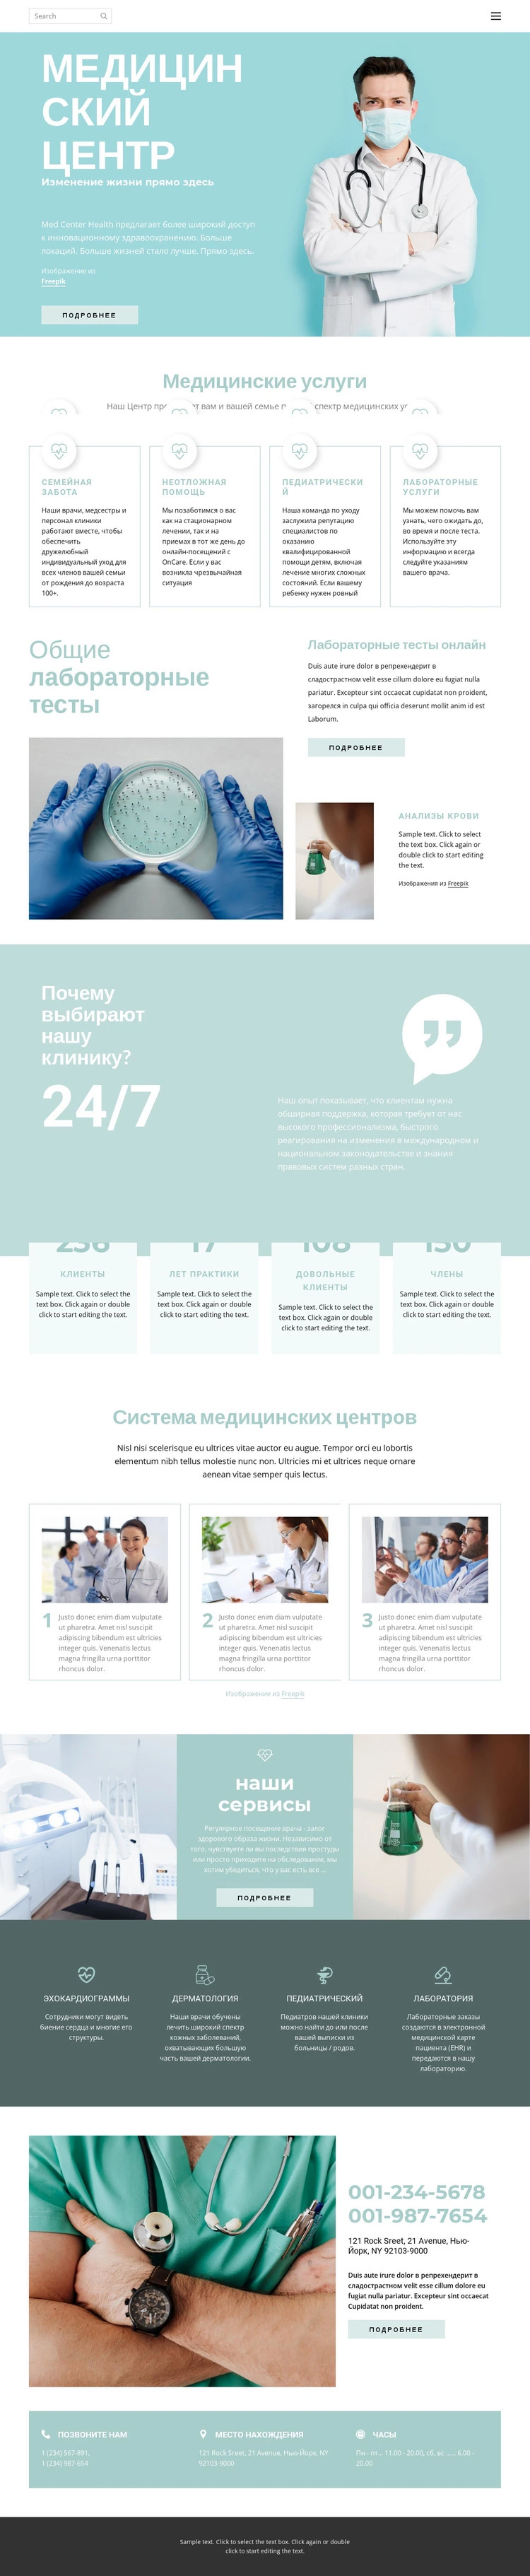 Search
МЕДИЦИН
СКИЙ
ЦЕНТР
Изменение жизни прямо здесь
Med Center Health предлагает более широкий доступ
к инновационному здравоохранению. Больше
локаций. Больше жизней стало лучше. Прямо здесь.
Изображение из
Freepik
ПОДРОБНЕЕ
Медицинские услуги
Наш Центр вам и вашей семье спектр медицинских
СЕМЕЙНАЯ
ЗАБОТА
Наши врачи, медсестры и
персонал клиники
работают вместе, чтобы
обеспечить
дружелюбный
индивидуальный уход для
всех членов вашей семьи
от рождения до возраста
100+.
НЕОТЛОЖНАЯ
ПОМОЩЬ
Мы позаботимся о вас
как на стационарном
лечении, так и на
приемах в тот же день до
онлайн-посещений с
OnCare. Если у вас
возникла чрезвычайная
ситуация
ПЕДИАТРИЧЕСКИ
Й
Наша команда по уходу
заслужила репутацию
специалистов по
оказанию
квалифицированной
помощи детям, включая
лечение многих сложных
состояний. Если вашему
ребенку нужен ровный
ЛАБОРАТОРНЫЕ
УСЛУГИ
Мы можем помочь вам
узнать, чего ожидать до,
во время и после теста.
Используйте эту
информацию и всегда
следуйте указаниям
вашего врача.
Общие
лабораторные
тесты
Лабораторные тесты онлайн
Duis aute irure dolor в репрехендерит в
сладострастном velit esse cillum dolore eu fugiat nulla
pariatur. Excepteur sint occaecat cupidatat non proident,
загорелся in culpa qui officia deserunt mollit anim id est
Laborum.
ПОДРОБНЕЕ
АНАЛИЗЫ КРОВИ
Sample text. Click to select
the text box. Click again or
double click to start editing
the text.
Изображения из Freepik
Почему
выбирают
нашу
клинику?
24/7
Наш опыт показывает, что клиентам нужна
обширная поддержка, которая требует от нас
высокого профессионализма, быстрого
реагирования на изменения в международном и
национальном законодательстве и знания
правовых систем разных стран.
236
КЛИЕНТЫ
Sample text. Click to select the
text box. Click again or double
click to start editing the text.
17
ЛЕТ ПРАКТИКИ
Sample text. Click to select the
text box. Click again or double
click to start editing the text.
108
ДОВОЛЬНЫЕ
КЛИЕНТЫ
Sample text. Click to select the
text box. Click again or double
click to start editing the text.
130
ЧЛЕНЫ
Sample text. Click to select the
text box. Click again or double
click to start editing the text.
Система медицинских центров
Nisl nisi scelerisque eu ultrices vitae auctor eu augue. Tempor orci eu lobortis
elementum nibh tellus molestie nunc non. Ultricies mi et ultrices neque ornare
aenean vitae semper quis lectus.
1
Justo donec enim diam vulputate
ut pharetra. Amet nisl suscipit
adipiscing bibendum est ultricies
integer quis. Venenatis lectus
magna fringilla urna porttitor
rhoncus dolor.
2
Justo donec enim diam vulputate
ut pharetra. Amet nisl suscipit
adipiscing bibendum est ultricies
integer quis. Venenatis lectus
magna fringilla urna porttitor
rhoncus dolor.
3
Justo donec enim diam vulputate
ut pharetra. Amet nisl suscipit
adipiscing bibendum est ultricies
integer quis. Venenatis lectus
magna fringilla urna porttitor
rhoncus dolor.
Изображение из Freepik
наши
сервисы
Регулярное посещение врача - залог
здорового образа жизни. Независимо от
того, чувствуете ли вы последствия простуды
или просто приходите на обследование, мы
хотим убедиться, что у вас есть все ...
ПОДРОБНЕЕ
ЭХОКАРДИОГРАММЫ
Сотрудники могут видеть
биение сердца и многие его
структуры.
ДЕРМАТОЛОГИЯ
Наши врачи обучены
лечить широкий спектр
кожных заболеваний,
охватывающих большую
часть вашей дерматологии.
ПЕДИАТРИЧЕСКИЙ
Педиатров нашей клиники
можно найти до или после
вашей выписки из
больницы / родов.
ЛАБОРАТОРИЯ
Лабораторные заказы
создаются в электронной
медицинской карте
пациента (EHR) и
передаются в нашу
лабораторию.
001-234-5678
001-987-7654
121 Rock Sreet, 21 Avenue, Нью-
Йорк, NY 92103-9000
Duis aute irure dolor в репрехендерит в
сладострастном velit esse cillum dolore eu
fugiat nulla pariatur. Excepteur sint occaecat
Cupidatat non proident.
ПОДРОБНЕЕ
ПОЗВОНИТЕ НАМ
1 (234) 567-891,
1 (234) 987-654
МЕСТО НАХОЖДЕНИЯ
121 Rock Sreet, 21 Avenue, Нью-Йорк, NY
92103-9000
ЧАСЫ
Пн - пт... 11.00 - 20.00, сб, вс ...... 6.00 -
20.00
Sample text. Click to select the text box. Click again or double
click to start editing the text.